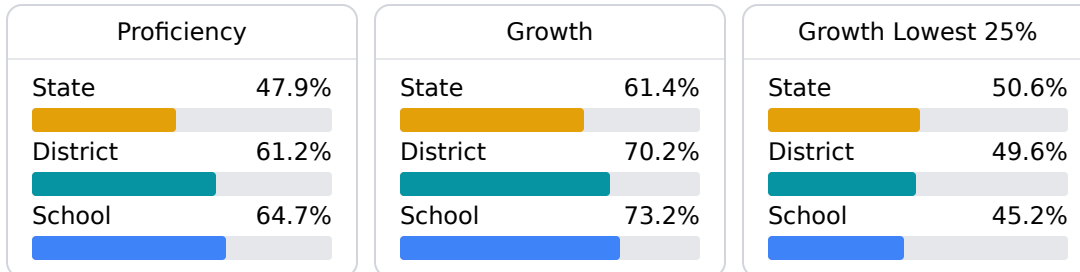 Proficiency
State 47.9%
District 61.2%
School 64.7%
Growth
State 61.4%
District 70.2%
School 73.2%
Growth Lowest 25%
State 50.6%
District 49.6%
School 45.2%